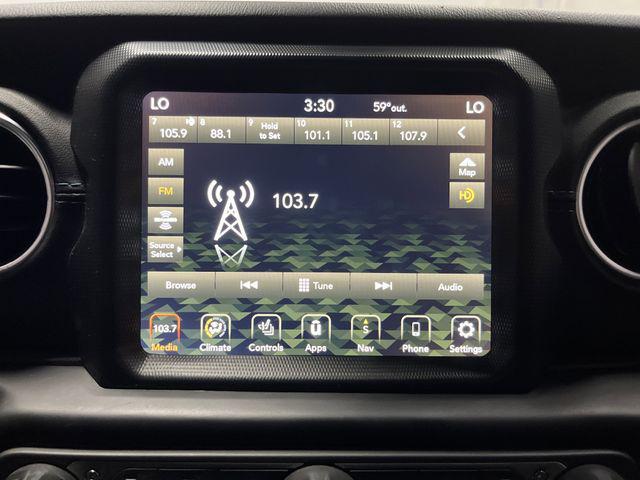 LO 3:30 59°out. LO
7 8 9 10 11 12
105.9 88.1 Hold to Set 101.1 105.1 107.9
AM
Map
FM
HD
103.7
Source
Select
Browse Tune Audio
103.7 S
Media Climate Controls Apps Nav Phone Settings